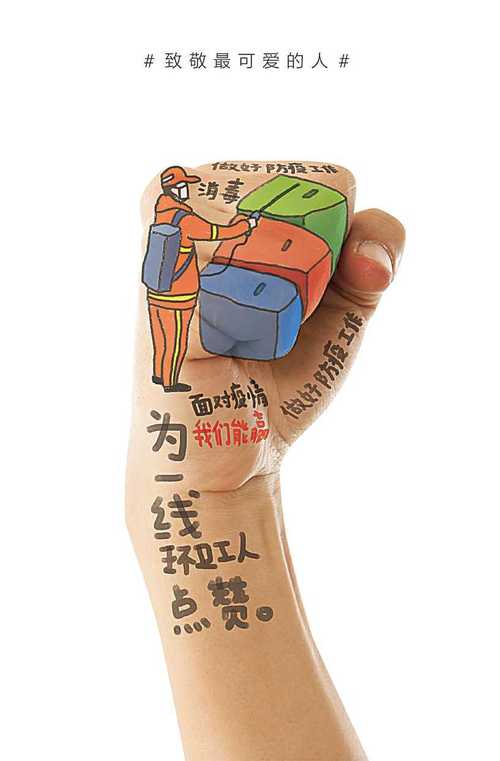 #致敬最可爱的人#
做好防疫工作
消毒
做好防疫工作
面对疫情
我们能赢
为
一
线
环卫工人
点赞。